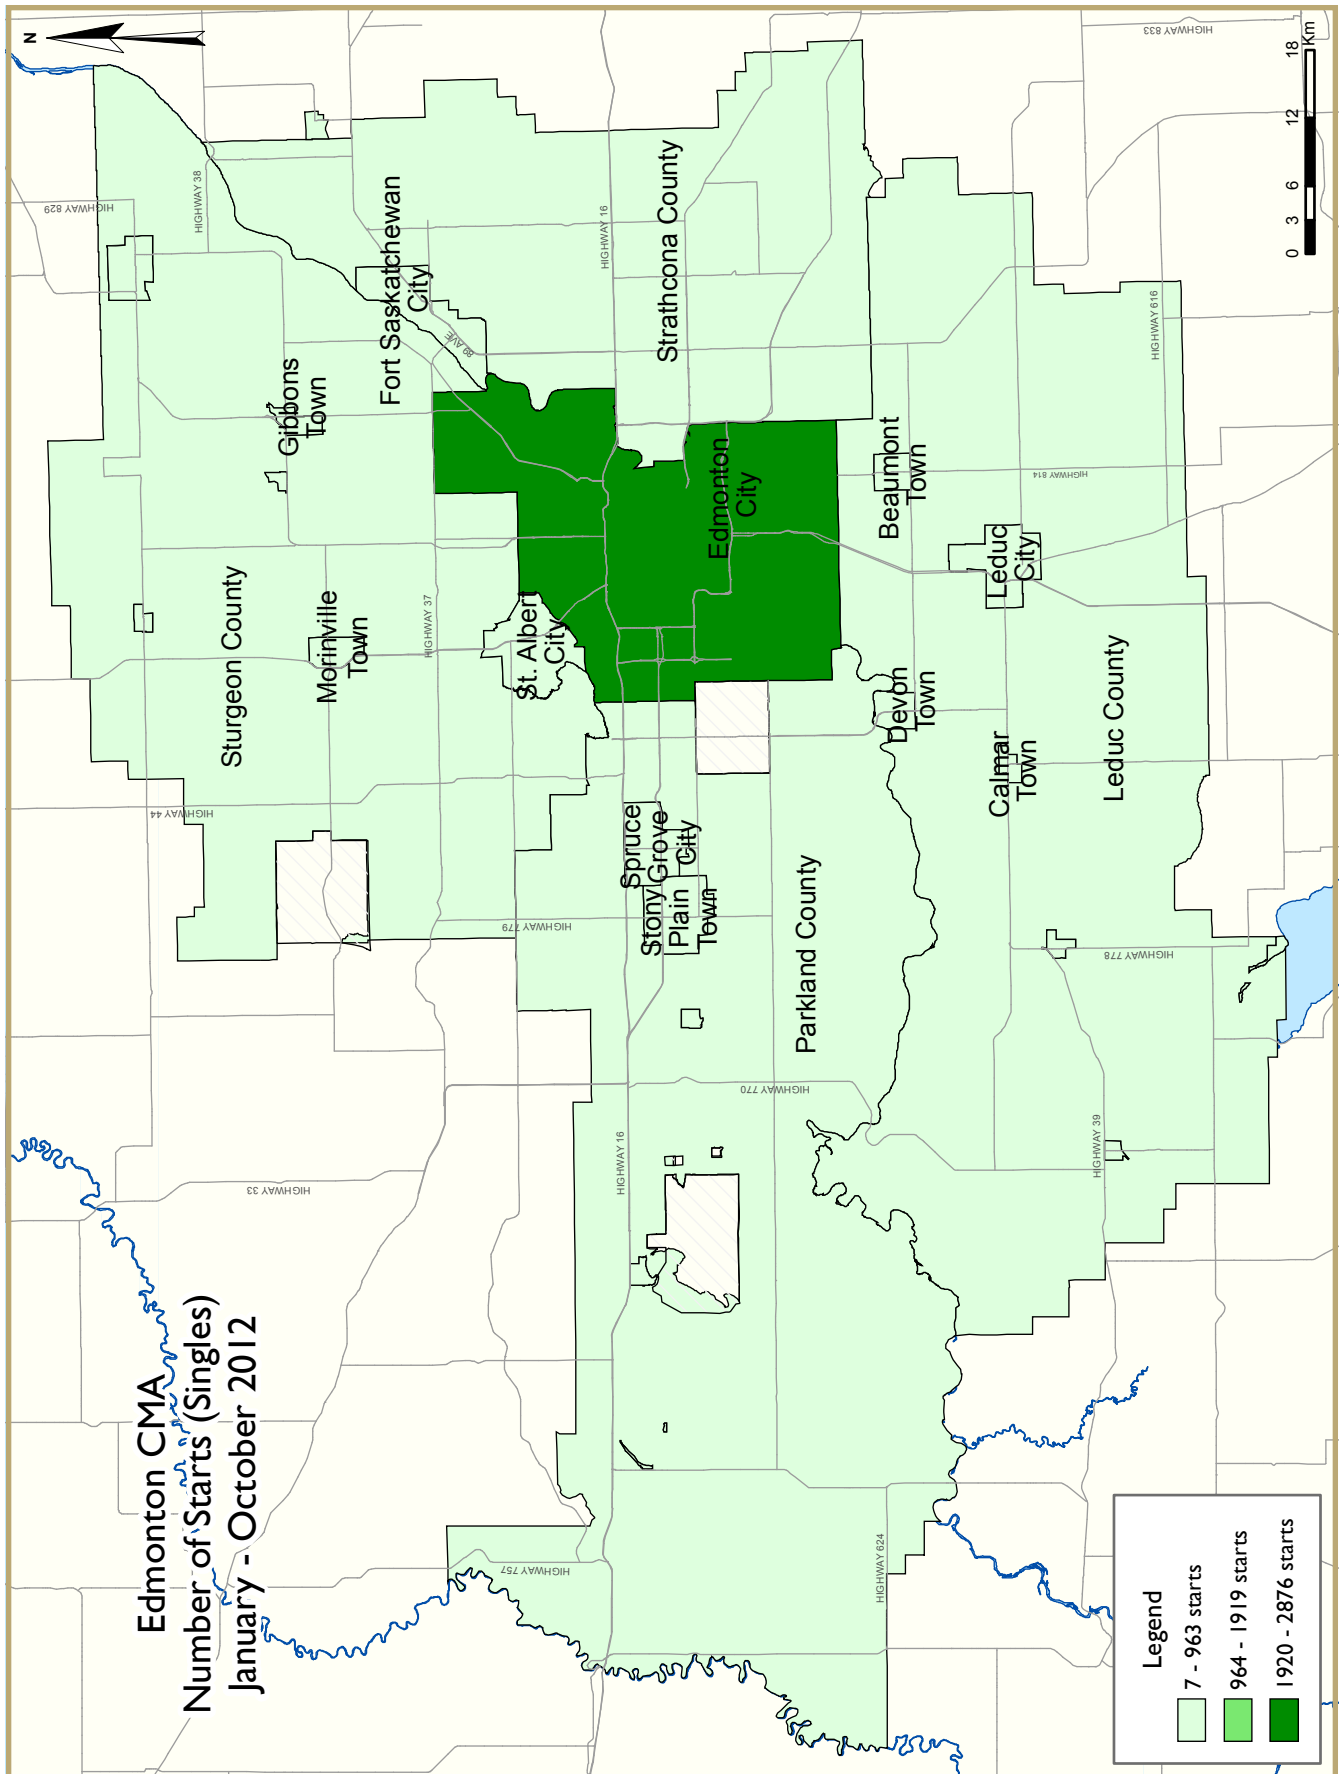 Edmonton CMA
Number of Starts (Singles)
January - October 2012
N
HIGHWAY 829
HIGHWAY 38
HIGHWAY 833
Fort Saskatchewan
City
HIGHWAY 16
Strathcona County
89 AVE
Gibbons
Town
HIGHWAY 616
Edmonton
City
Beaumont
Town
HIGHWAY 814
Leduc
City
Sturgeon County
Morinville
Town
HIGHWAY 37
St. Albert
City
Devon
Town
Calmar
Town
Leduc County
HIGHWAY 44
Spruce
Grove
City
Stony
Plain
Town
HIGHWAY 779
Parkland County
HIGHWAY 778
HIGHWAY 770
HIGHWAY 39
HIGHWAY 16
HIGHWAY 33
HIGHWAY 757
HIGHWAY 624
0 3 6 12 18
Km
Legend
7 - 963 starts
964 - 1919 starts
1920 - 2876 starts